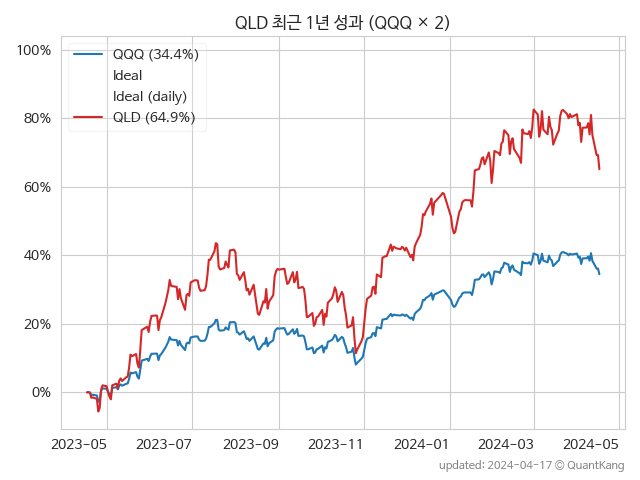 QLD 최근 1년 성과 (QQQ × 2)
QQQ (34.4%)
Ideal
Ideal (daily)
QLD (64.9%)
100%
80%
60%
40%
20%
0%
2023-05 2023-07 2023-09 2023-11 2024-01 2024-03 2024-05
updated: 2024-04-17 © QuantKang